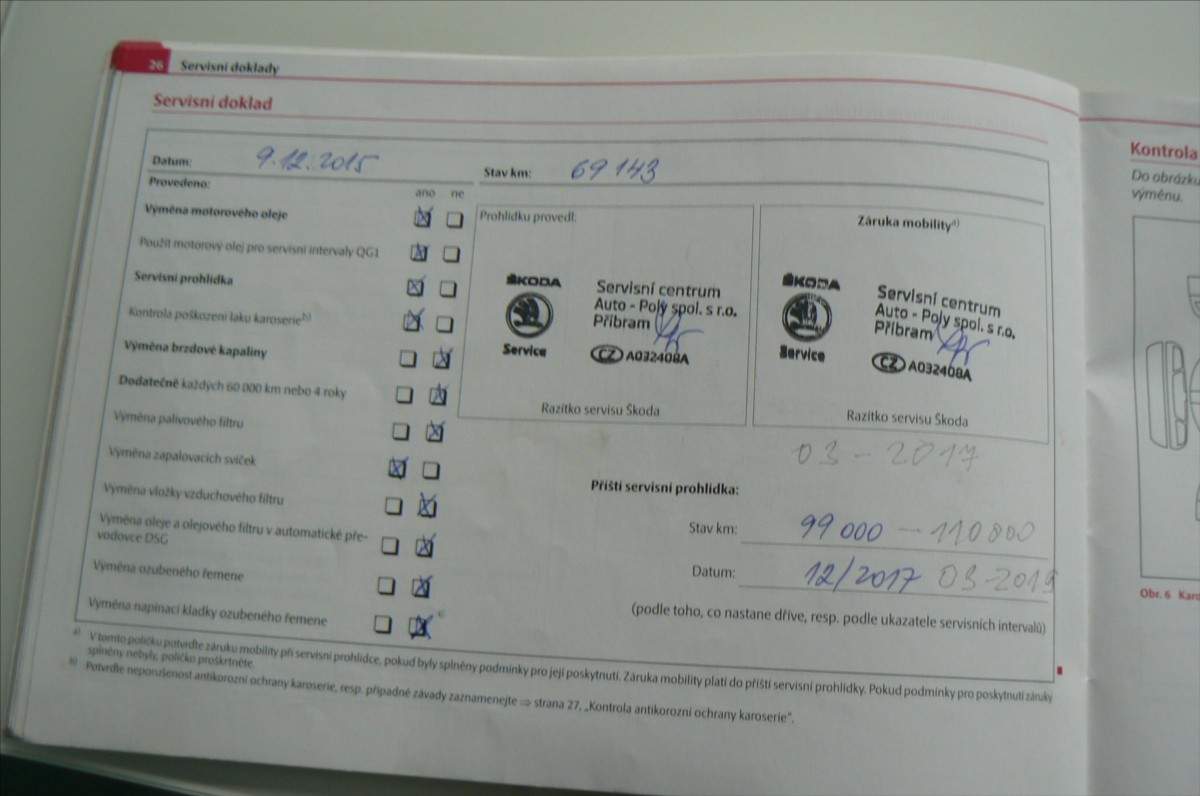 26 Servisní doklady
Servisní doklad
Datum: 9.12.2015
Stav km: 69 143
Provedeno:
ano ne
Výměna motorového oleje
Použit motorový olej pro servisní intervaly QG1
Servisní prohlídka
Kontrola poškození laku karoserie b)
Výměna brzdové kapaliny
Dodatečně každých 60 000 km nebo 4 roky
Výměna palivového filtru
Výměna zapalovacích svíček
Výměna vložky vzduchového filtru
Výměna oleje a olejového filtru v automatické pře-
vodovce DSG
Výměna ozubeného řemene
Výměna napínací kladky ozubeného řemene
Prohlídku provedl:
ŠKODA
Service
Servisní centrum
Auto - Poly spol. s r.o.
Příbram
CZ A032408A
Razítko servisu Škoda
Záruka mobility a)
ŠKODA
Service
Servisní centrum
Auto - Poly spol. s r.o.
Příbram
CZ A032408A
Razítko servisu Škoda
03 - 2017
Příští servisní prohlídka:
Stav km: 99 000 — 110 000
Datum: 12/2017 03-2019
(podle toho, co nastane dříve, resp. podle ukazatele servisních intervalů)
a) V tomto políčku potvrďte záruku mobility při servisní prohlídce, pokud byly splněny podmínky pro její poskytnutí. Záruka mobility platí do příští servisní prohlídky. Pokud podmínky pro poskytnutí záruky
splněny nebyly, políčko proškrtněte.
b) Potvrďte neporušenost antikorozní ochrany karoserie, resp. případné závady zaznamenejte ⇒ strana 27, „Kontrola antikorozní ochrany karoserie".
Kontrola
Do obrázku
výměnu.
Obr. 6